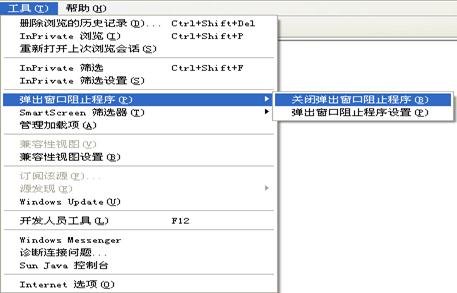 工具(T) 帮助(H)
删除浏览的历史记录(D)... Ctrl+Shift+Del
InPrivate 浏览(I) Ctrl+Shift+P
重新打开上次浏览会话(S)
InPrivate 筛选 Ctrl+Shift+F
InPrivate 筛选设置(S)
弹出窗口阻止程序(P) 关闭弹出窗口阻止程序(B)
SmartScreen 筛选器(T) 弹出窗口阻止程序设置(P)
管理加载项(A)
兼容性视图(V)
兼容性视图设置(B)
订阅该源(F)...
源发现(E)
Windows Update(U)
开发人员工具(L) F12
Windows Messenger
诊断连接问题...
Sun Java 控制台
Internet 选项(O)